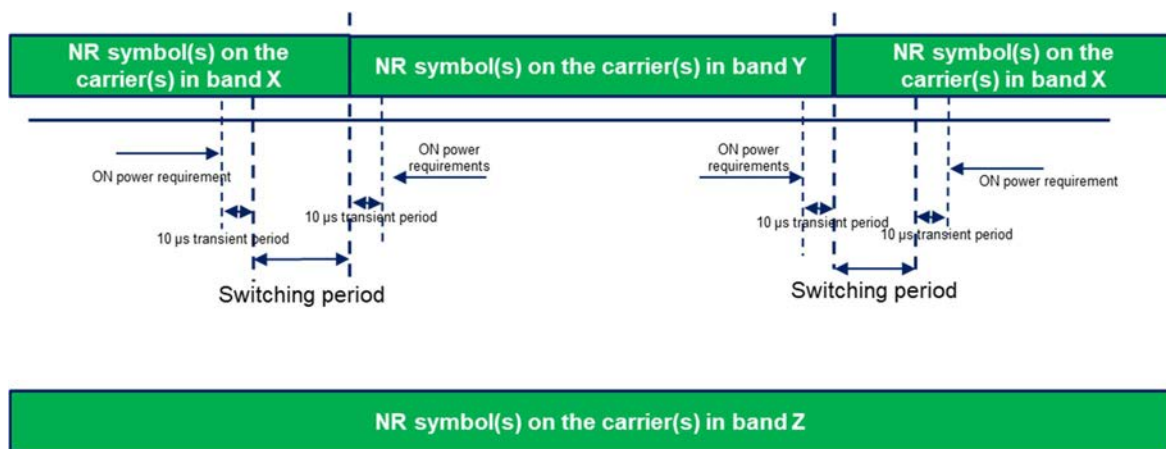 NR symbol(s) on the
carrier(s) in band X
NR symbol(s) on the carrier(s) in band Y
NR symbol(s) on the
carrier(s) in band X
ON power requirement
ON power
requirements
ON power
requirements
ON power requirement
10 µs transient period
10 µs transient period
10 µs transient period
10 µs transient period
Switching period
Switching period
NR symbol(s) on the carrier(s) in band Z